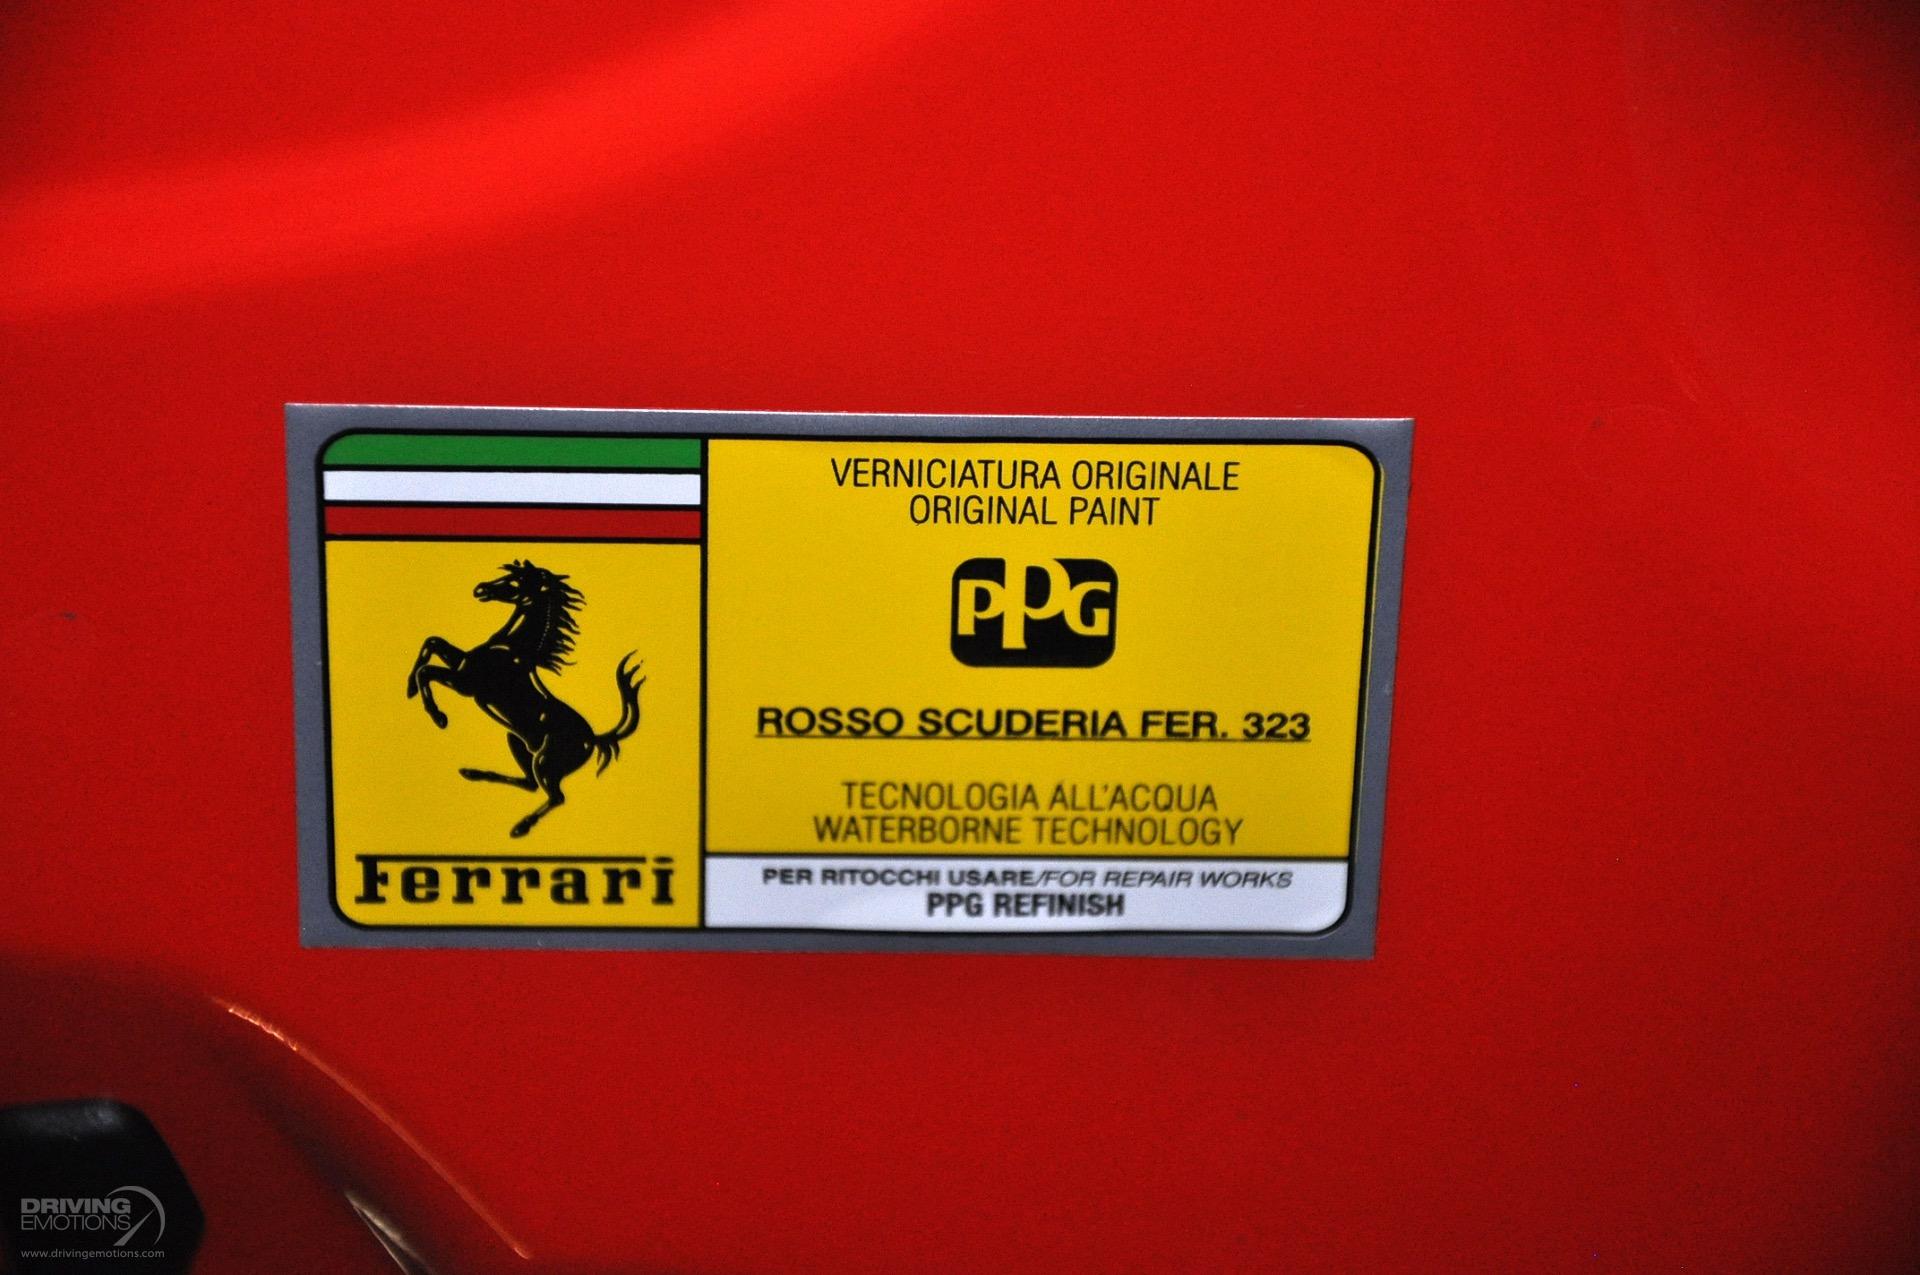 VERNICIATURA ORIGINALE
ORIGINAL PAINT
PPG
ROSSO SCUDERIA FER. 323
TECNOLOGIA ALL'ACQUA
WATERBORNE TECHNOLOGY
Ferrari
PER RITOCCHI USARE/FOR REPAIR WORKS
PPG REFINISH
DRIVING
EMOTIONS
www.drivingemotions.com